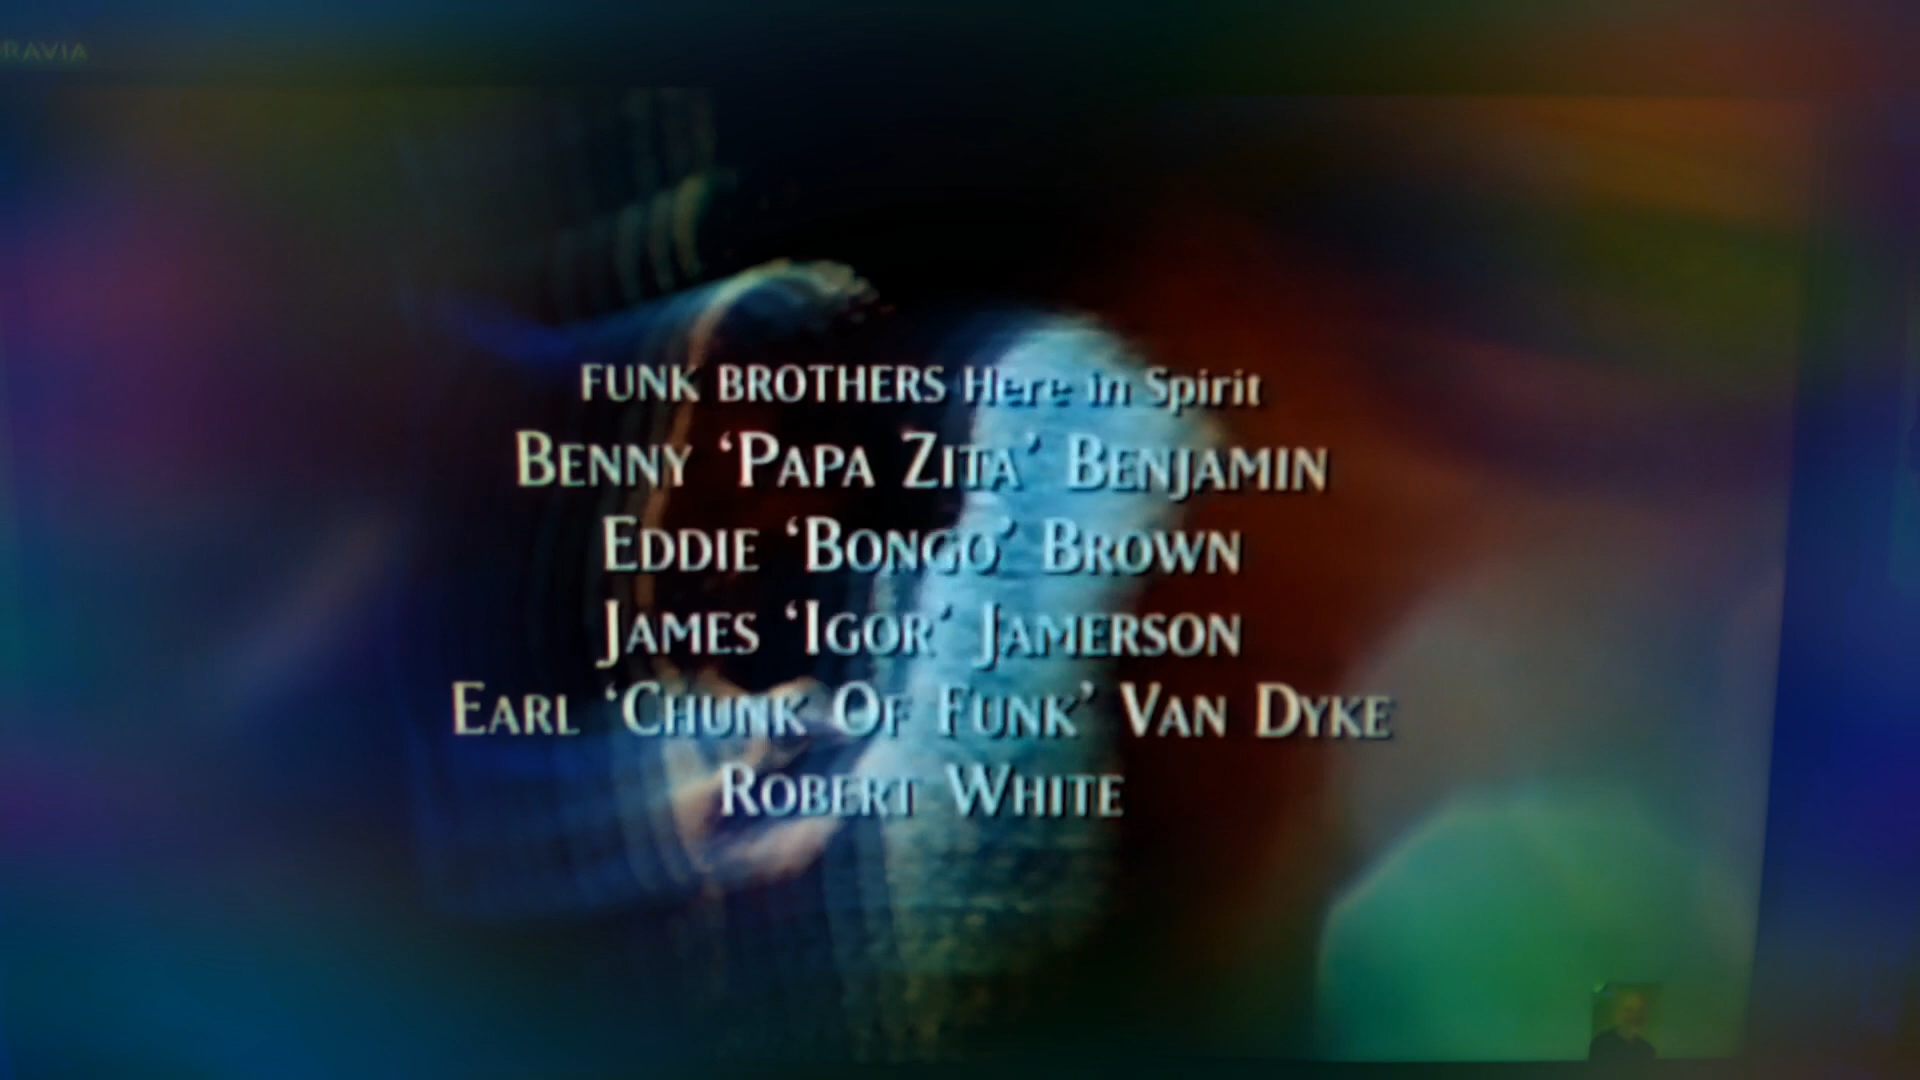 RAVIA
FUNK BROTHERS Here in Spirit
BENNY ‘PAPA ZITA’ BENJAMIN
EDDIE ‘BONGO’ BROWN
JAMES ‘IGOR’ JAMERSON
EARL ‘CHUNK OF FUNK’ VAN DYKE
ROBERT WHITE